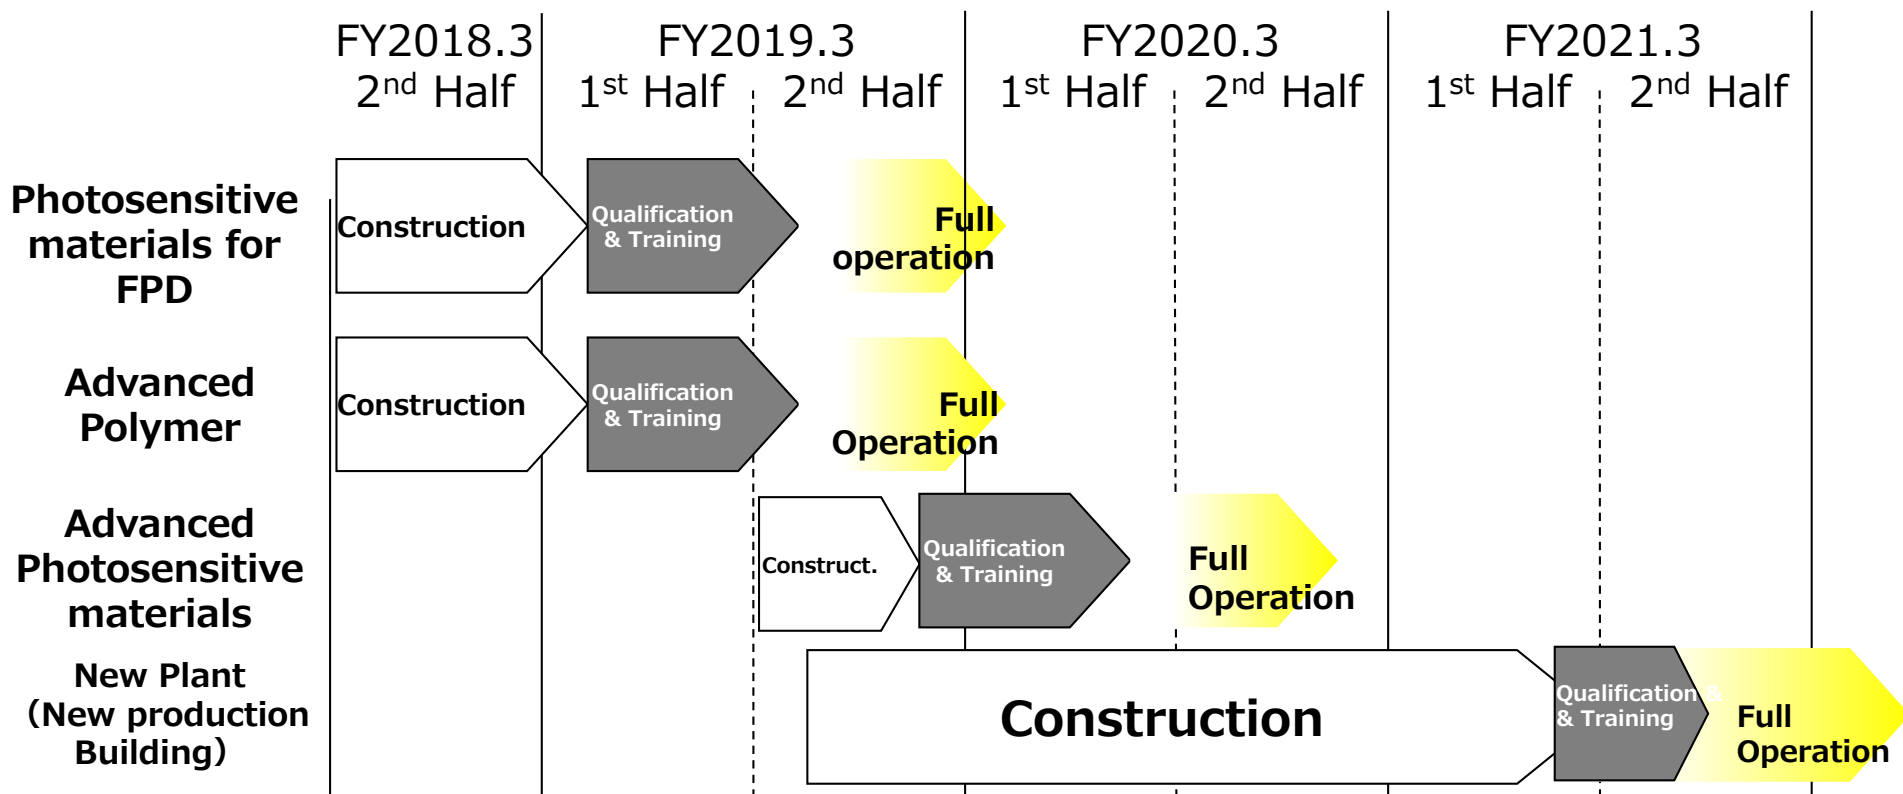 FY2018.3 FY2019.3 FY2020.3 FY2021.3
2nd Half 1st Half 2nd Half 1st Half 2nd Half 1st Half 2nd Half
Photosensitive
materials for
FPD
Construction
Qualification
& Training
Full
operation
Advanced
Polymer
Construction
Qualification
& Training
Full
Operation
Advanced
Photosensitive
materials
Construct.
Qualification
& Training
Full
Operation
New Plant
（New production
Building）
Construction
Qualification &
& Training
Full
Operation